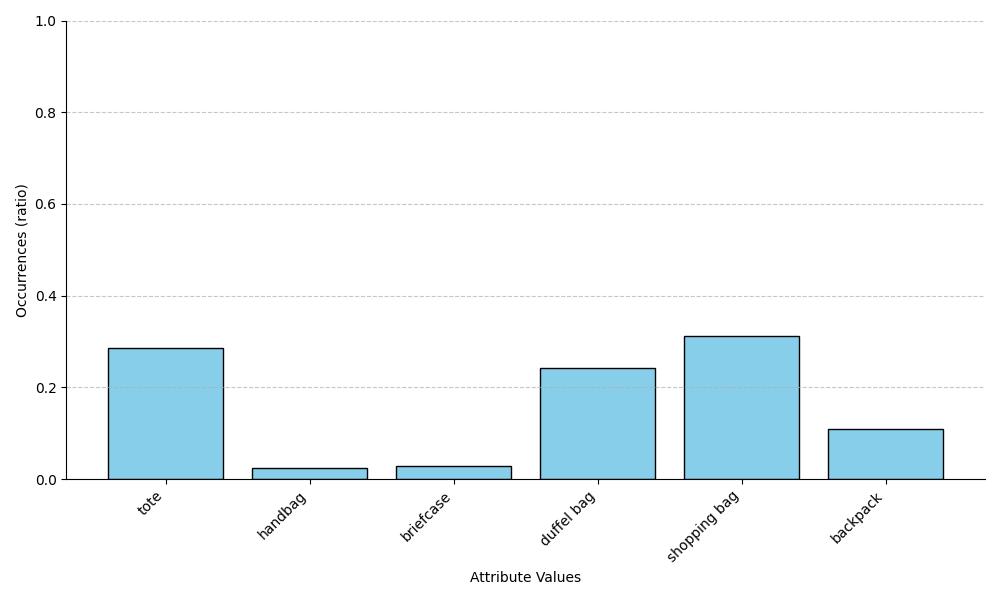 1.0
0.8
0.6
0.4
0.2
0.0
Occurrences (ratio)
tote
handbag
briefcase
duffel bag
shopping bag
backpack
Attribute Values